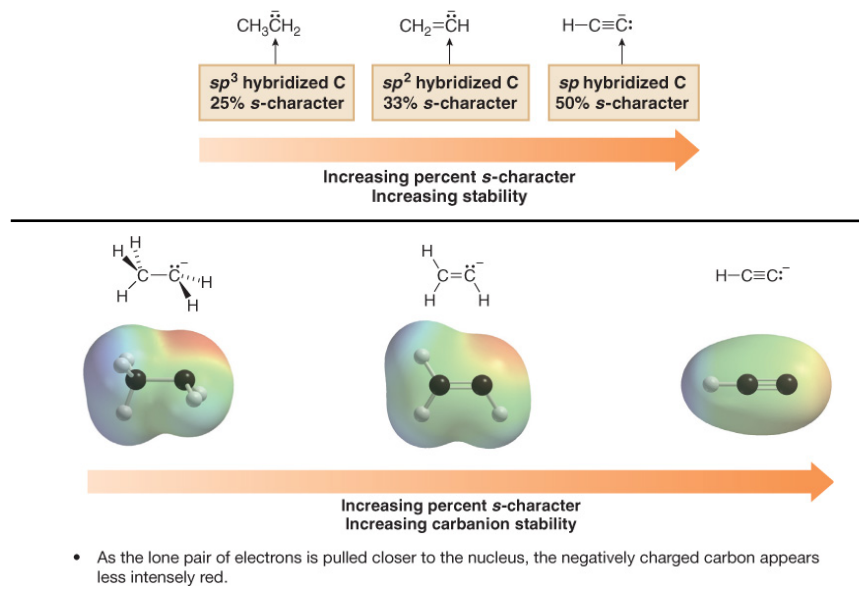 CH3C̈̄H2 CH2=C̈̄H H–C≡C̄:
sp³ hybridized C sp² hybridized C sp hybridized C
25% s-character 33% s-character 50% s-character
Increasing percent s-character
Increasing stability
H H H H H C–C̈⁻ H H H C=C̈⁻ H–C≡C:⁻
Increasing percent s-character
Increasing carbanion stability
• As the lone pair of electrons is pulled closer to the nucleus, the negatively charged carbon appears
less intensely red.